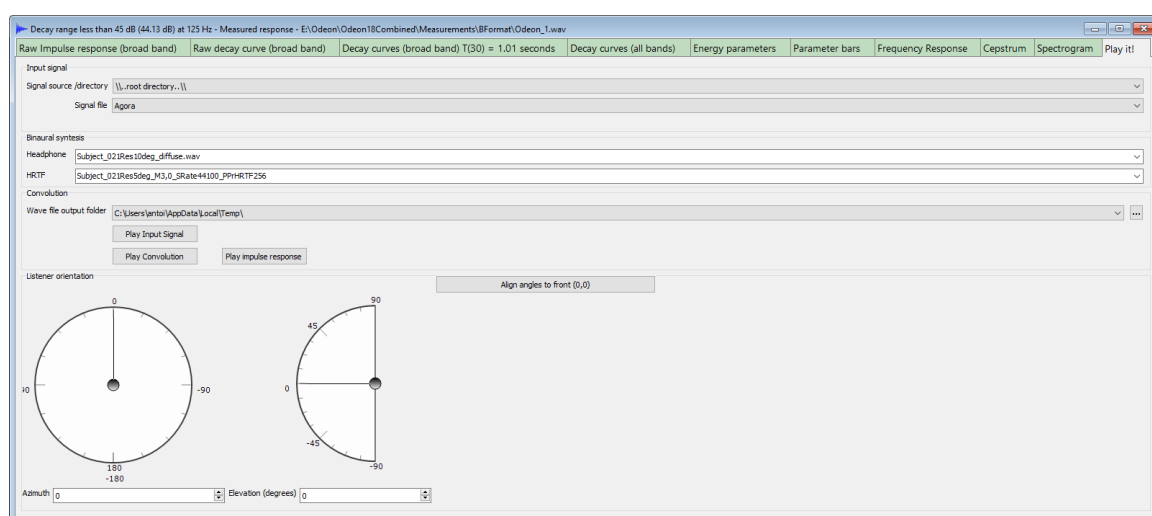 Decay range less than 45 dB (44.13 dB) at 125 Hz - Measured response - E:\Odeon\Odeon18Combined\Measurements\BFormat\Odeon_1.wav
Raw Impulse response (broad band) Raw decay curve (broad band) Decay curves (broad band) T(30) = 1.01 seconds Decay curves (all bands) Energy parameters Parameter bars Frequency Response Cepstrum Spectrogram Play it!
Input signal
Signal source /directory \\..root directory..\\
Signal file Agora
Binaural syntesis
Headphone Subject_021Res10deg_diffuse.wav
HRTF Subject_021Res5deg_M3,0_SRate44100_PPrHRTF256
Convolution
Wave file output folder C:\Users\antoi\AppData\Local\Temp\ ...
Play Input Signal
Play Convolution Play impulse response
Listener orientation
Align angles to front (0,0)
0 90
45
90 -90 0
-45
180 -90
-180
Azimuth 0 Elevation (degrees) 0